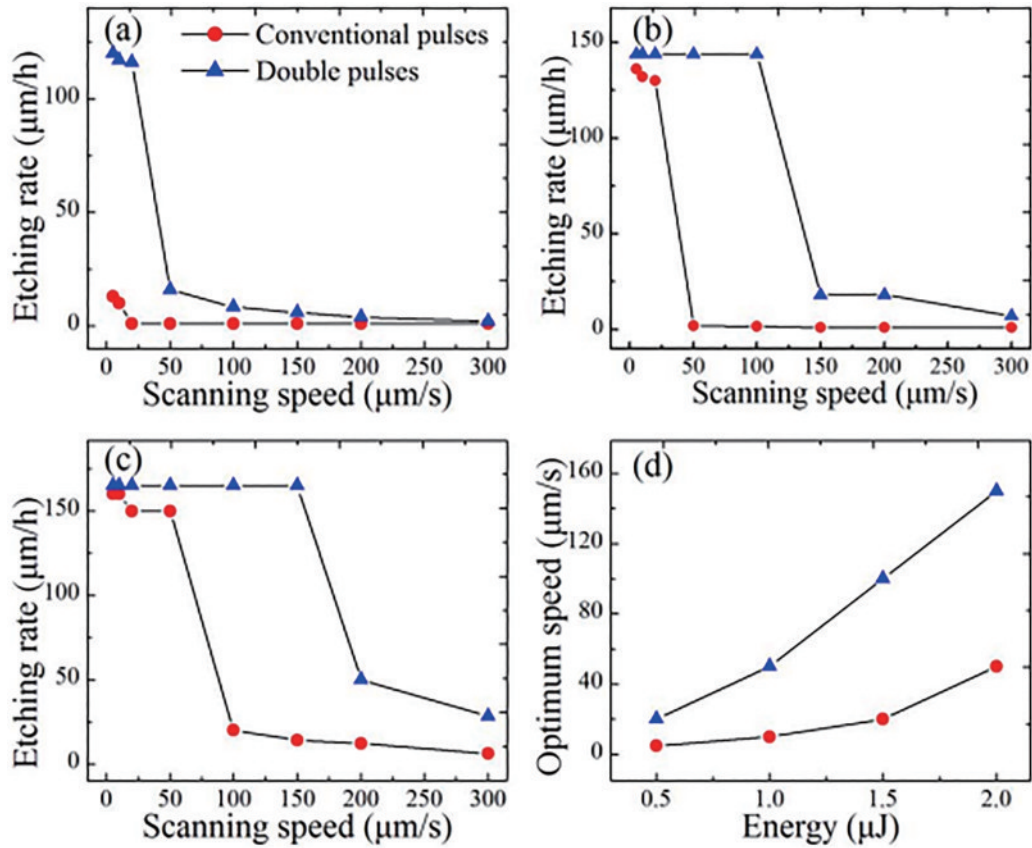 (a)
Conventional pulses
Double pulses
Etching rate (μm/h)
100
50
0
0 50 100 150 200 250 300
Scanning speed (μm/s)
(b)
Etching rate (μm/h)
150
100
50
0
0 50 100 150 200 250 300
Scanning speed (μm/s)
(c)
Etching rate (μm/h)
150
100
50
0
0 50 100 150 200 250 300
Scanning speed (μm/s)
(d)
Optimum speed (μm/s)
160
120
80
40
0
0.5 1.0 1.5 2.0
Energy (μJ)